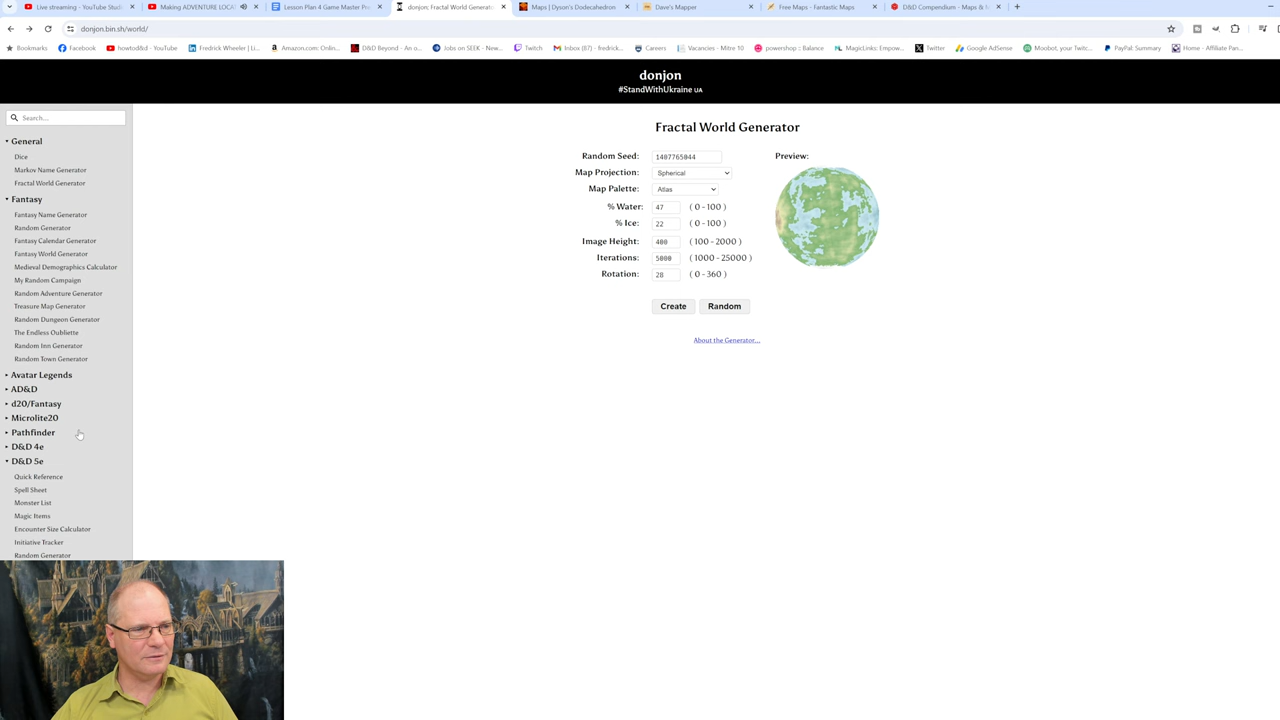 Live streaming - YouTube Studi
Making ADVENTURE LOCA
Lesson Plan 4 Game Master Pr
donjon; Fractal World Generato
Maps | Dyson's Dodecahedron
Dave's Mapper
Free Maps - Fantastic Maps
D&D Compendium - Maps & M
donjon.bin.sh/world/
Bookmarks
Facebook
howtodd - YouTube
Fredrick Wheeler | Li...
Amazon.com: Onlin...
D&D Beyond - an o...
Jobs on SEEK - New...
Twitch
Inbox (87) - fredrick...
Careers
Vacancies - Mitre 10
powershop :: Balance
MagicLinks: Empow...
Twitter
Google AdSense
Moobot, your Twitc...
PayPal: Summary
Home - Affiliate Pan...
donjon
#StandWithUkraine UA
Search...
General
Dice
Markov Name Generator
Fractal World Generator
Fantasy
Fantasy Name Generator
Random Generator
Fantasy Calendar Generator
Fantasy World Generator
Medieval Demographics Calculator
My Random Campaign
Random Adventure Generator
Treasure Map Generator
Random Dungeon Generator
The Endless Oubliette
Random Inn Generator
Random Town Generator
Avatar Legends
AD&D
d20/Fantasy
Microlite20
Pathfinder
D&D 4e
D&D 5e
Quick Reference
Spell Sheet
Monster List
Magic Items
Encounter Size Calculator
Initiative Tracker
Random Generator
Fractal World Generator
Random Seed: 1407765044 Preview:
Map Projection: Spherical
Map Palette: Atlas
% Water: 47 ( 0 - 100 )
% Ice: 22 ( 0 - 100 )
Image Height: 400 ( 100 - 2000 )
Iterations: 5000 ( 1000 - 25000 )
Rotation: 28 ( 0 - 360 )
Create Random
About the Generator...